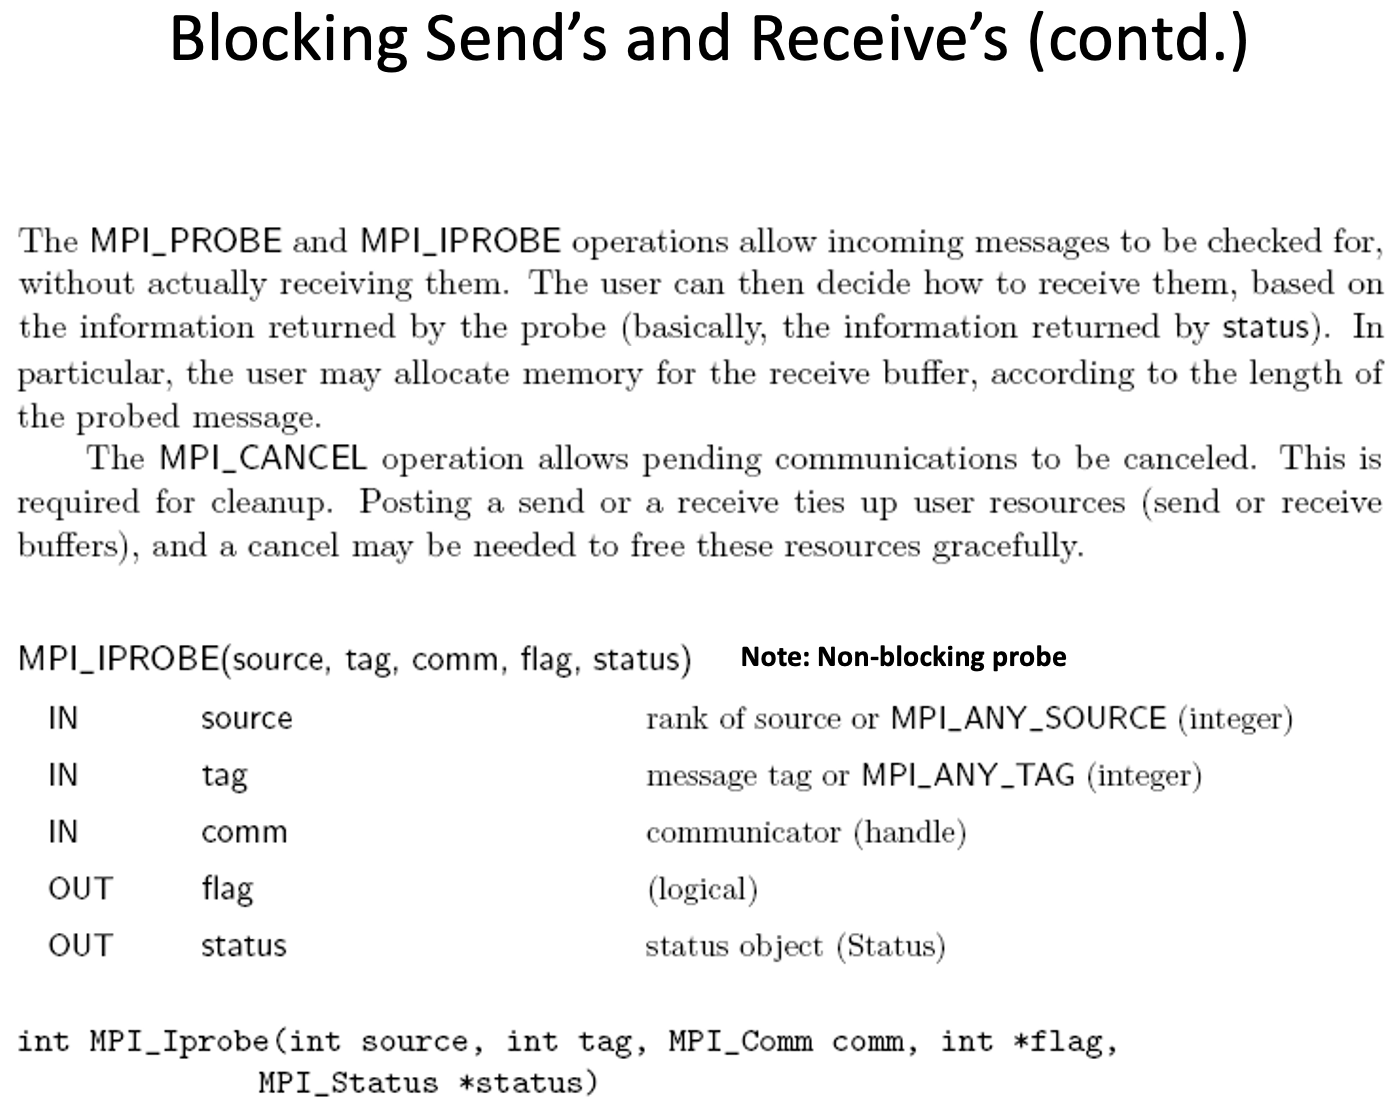 Blocking Send’s and Receive’s (contd.)
The MPI_PROBE and MPI_IPROBE operations allow incoming messages to be checked for,
without actually receiving them. The user can then decide how to receive them, based on
the information returned by the probe (basically, the information returned by status). In
particular, the user may allocate memory for the receive buffer, according to the length of
the probed message.
The MPI_CANCEL operation allows pending communications to be canceled. This is
required for cleanup. Posting a send or a receive ties up user resources (send or receive
buffers), and a cancel may be needed to free these resources gracefully.
MPI_IPROBE(source, tag, comm, flag, status) Note: Non-blocking probe
IN source rank of source or MPI_ANY_SOURCE (integer)
IN tag message tag or MPI_ANY_TAG (integer)
IN comm communicator (handle)
OUT flag (logical)
OUT status status object (Status)
int MPI_Iprobe(int source, int tag, MPI_Comm comm, int *flag,
MPI_Status *status)